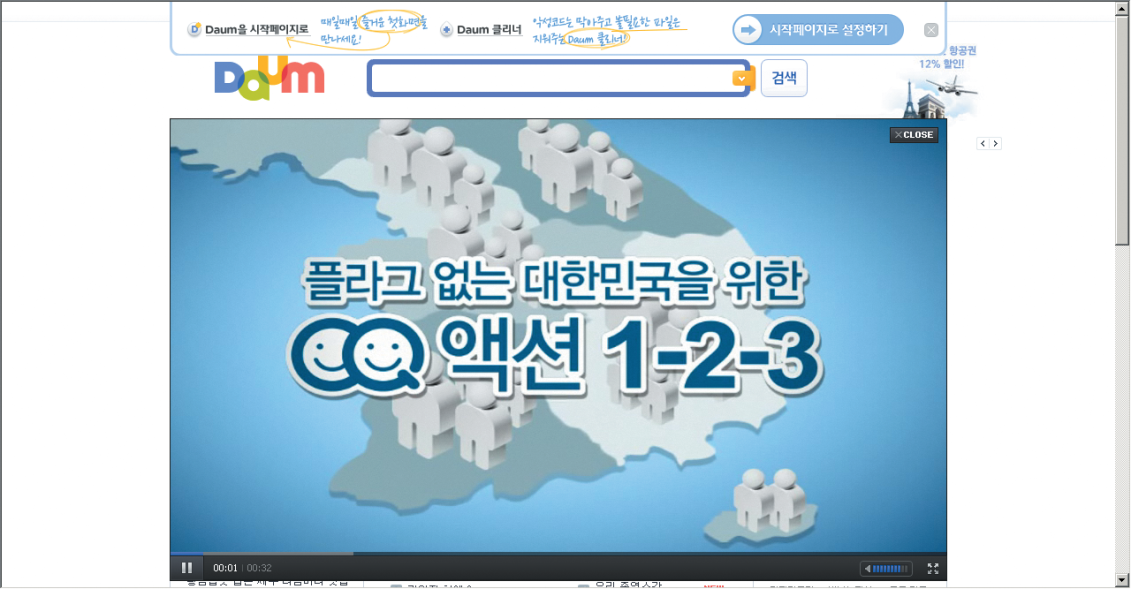 Daum을 시작페이지로
매일매일 즐거운 첫화면을
만나세요!
Daum 클리너
악성코드는 막아주고 불필요한 파일은
지워주는 Daum 클리너!
시작페이지로 설정하기
Daum
검색
항공권
12% 할인!
CLOSE
플라그 없는 대한민국을 위한
액션 1-2-3
00:01 | 00:32
NEW